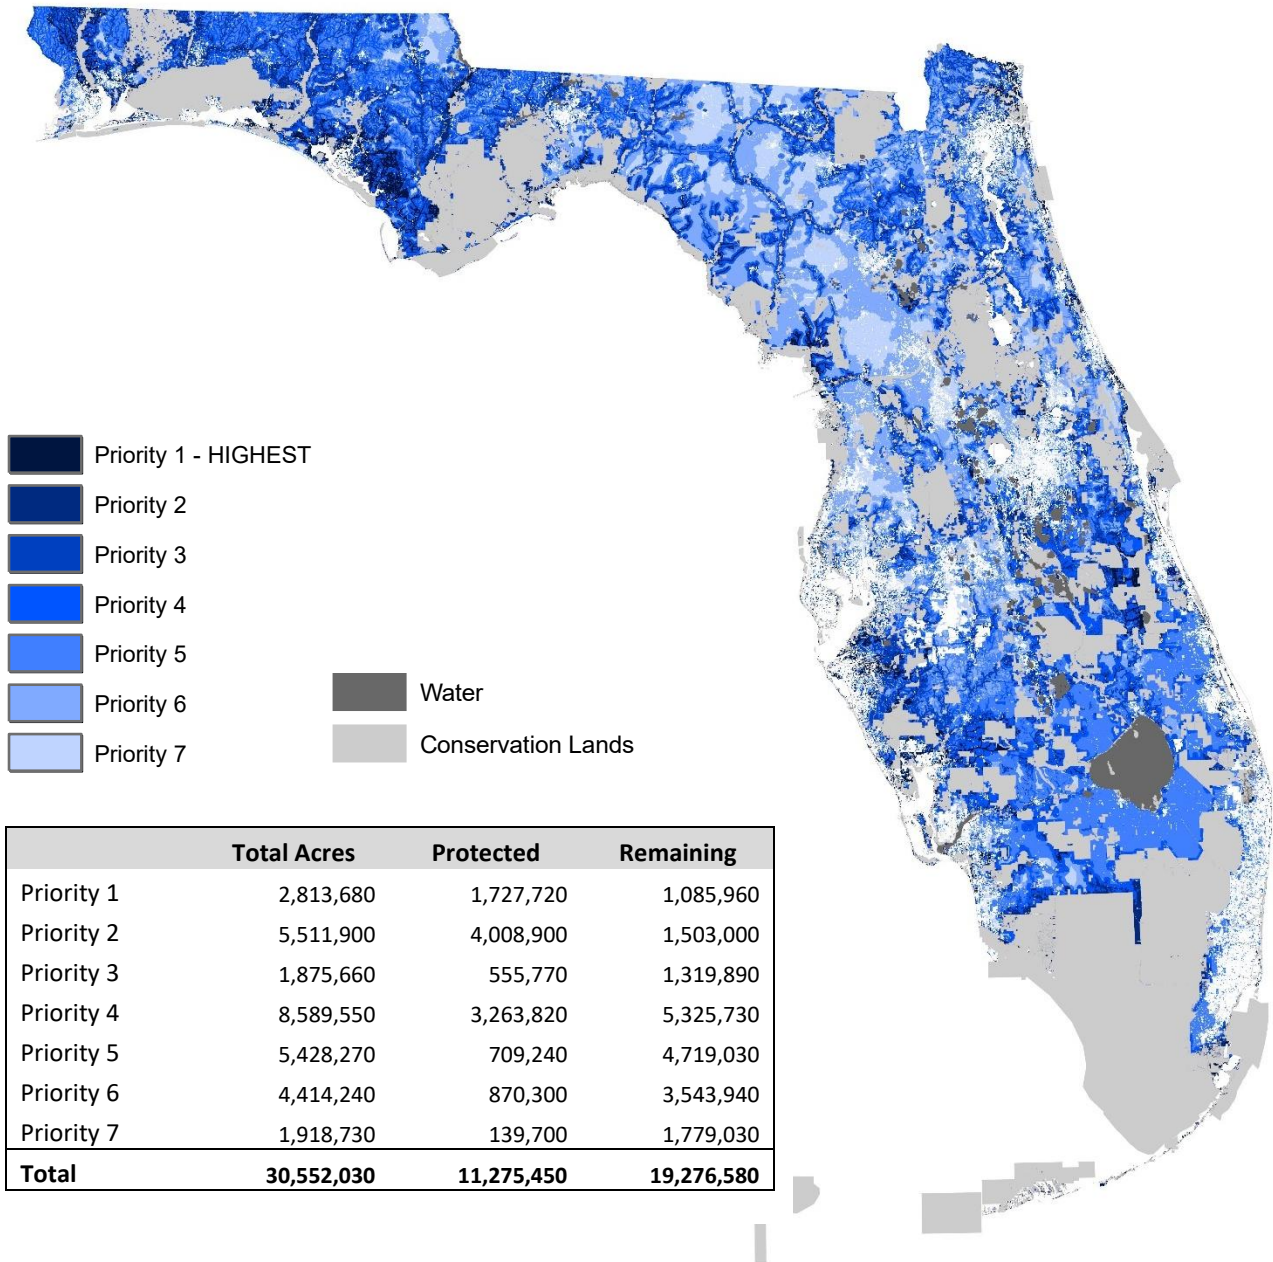 Priority 1 - HIGHEST
Priority 2
Priority 3
Priority 4
Priority 5
Priority 6
Priority 7
Water
Conservation Lands
Total Acres Protected Remaining
Priority 1 2,813,680 1,727,720 1,085,960
Priority 2 5,511,900 4,008,900 1,503,000
Priority 3 1,875,660 555,770 1,319,890
Priority 4 8,589,550 3,263,820 5,325,730
Priority 5 5,428,270 709,240 4,719,030
Priority 6 4,414,240 870,300 3,543,940
Priority 7 1,918,730 139,700 1,779,030
Total 30,552,030 11,275,450 19,276,580